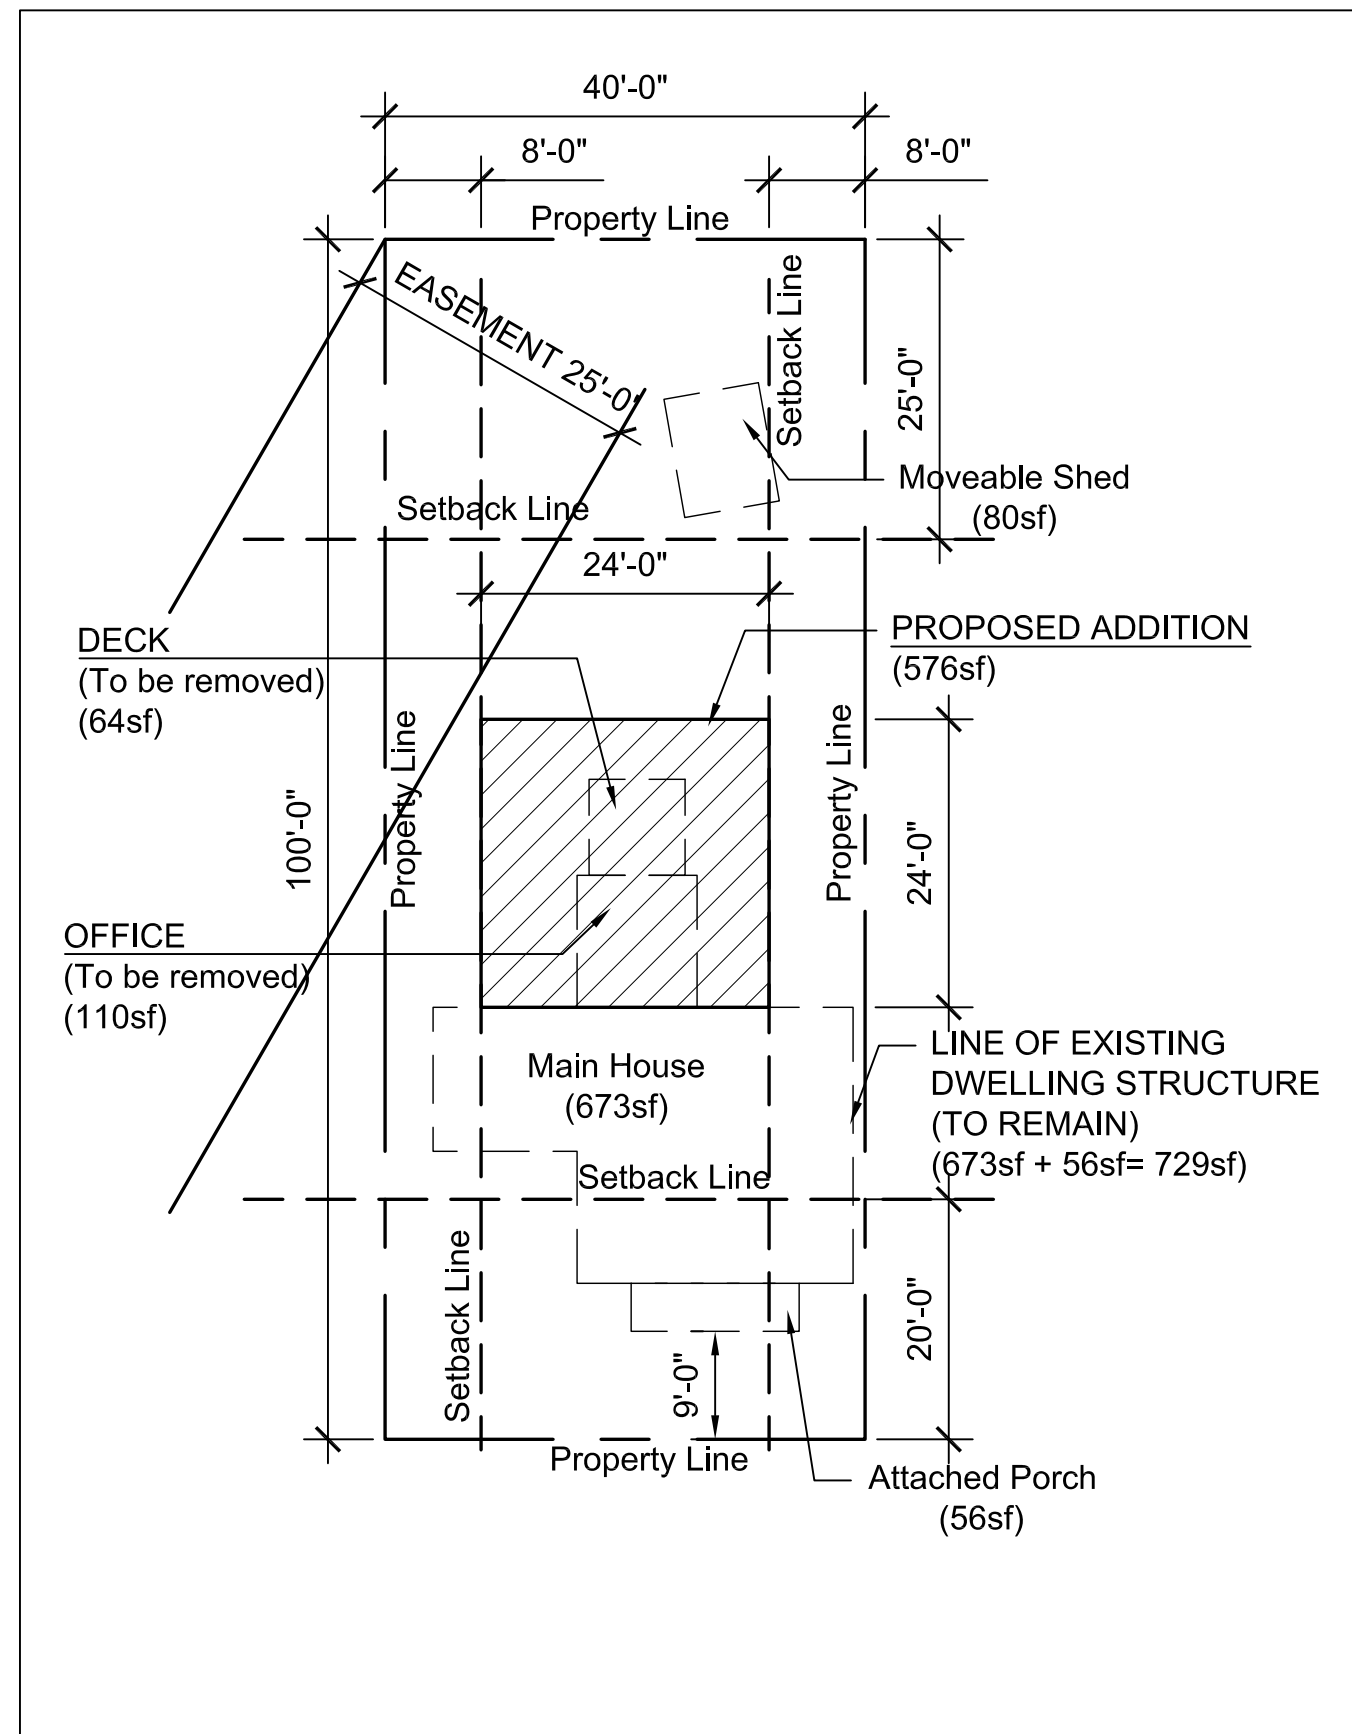 40'-0"
8'-0"
8'-0"
Property Line
EASEMENT 25'-0'
Setback Line
25'-0"
Moveable Shed
(80sf)
Setback Line
24'-0"
DECK
(To be removed)
(64sf)
PROPOSED ADDITION
(576sf)
Property Line
Property Line
100'-0"
24'-0"
OFFICE
(To be removed)
(110sf)
Main House
(673sf)
LINE OF EXISTING
DWELLING STRUCTURE
(TO REMAIN)
(673sf + 56sf= 729sf)
Setback Line
Setback Line
20'-0"
9'-0"
Property Line
Attached Porch
(56sf)